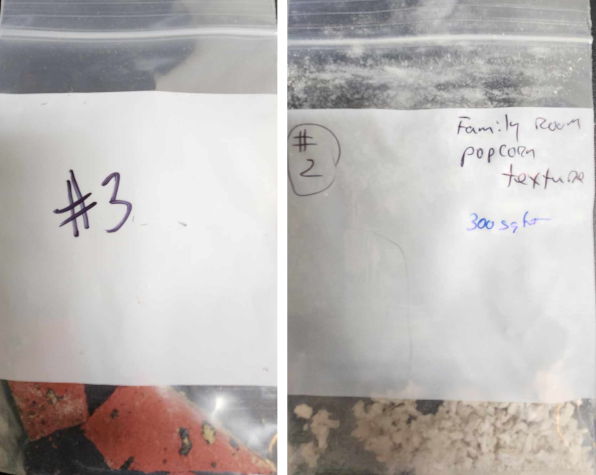 #3
#
2
Family Room
popcorn
texture
300 sqft